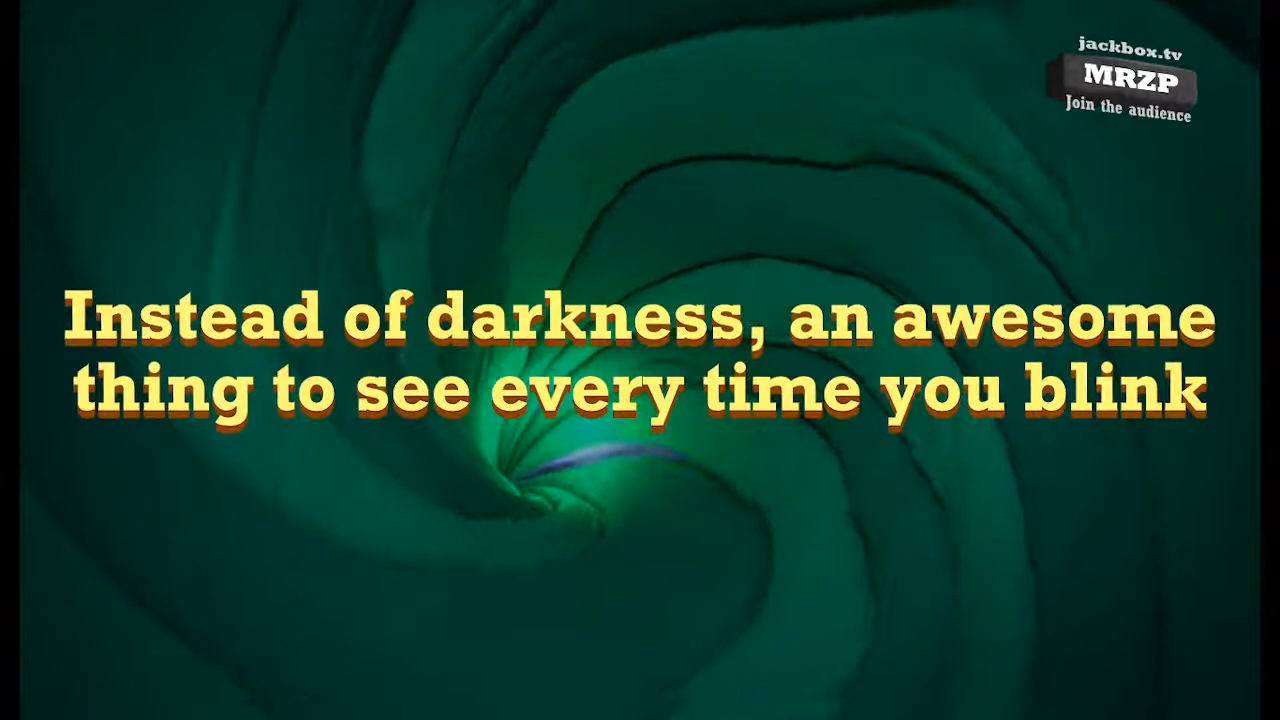 jackbox.tv
MRZP
Join the audience
Instead of darkness, an awesome
thing to see every time you blink